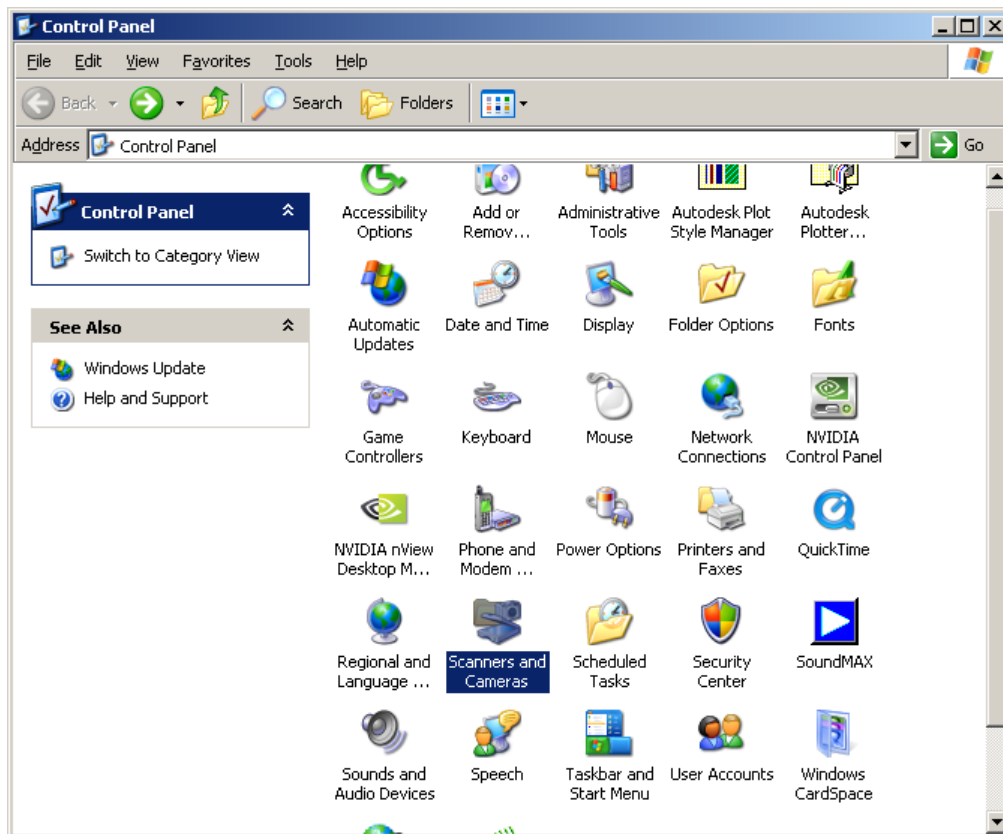 Control Panel
File Edit View Favorites Tools Help
Back Search Folders
Address Control Panel Go
Control Panel
Switch to Category View
See Also
Windows Update
Help and Support
Accessibility
Options
Add or
Remov...
Administrative
Tools
Autodesk Plot
Style Manager
Autodesk
Plotter...
Automatic
Updates
Date and Time
Display
Folder Options
Fonts
Game
Controllers
Keyboard
Mouse
Network
Connections
NVIDIA
Control Panel
NVIDIA nView
Desktop M...
Phone and
Modem ...
Power Options
Printers and
Faxes
QuickTime
Regional and
Language ...
Scanners and
Cameras
Scheduled
Tasks
Security
Center
SoundMAX
Sounds and
Audio Devices
Speech
Taskbar and
Start Menu
User Accounts
Windows
CardSpace